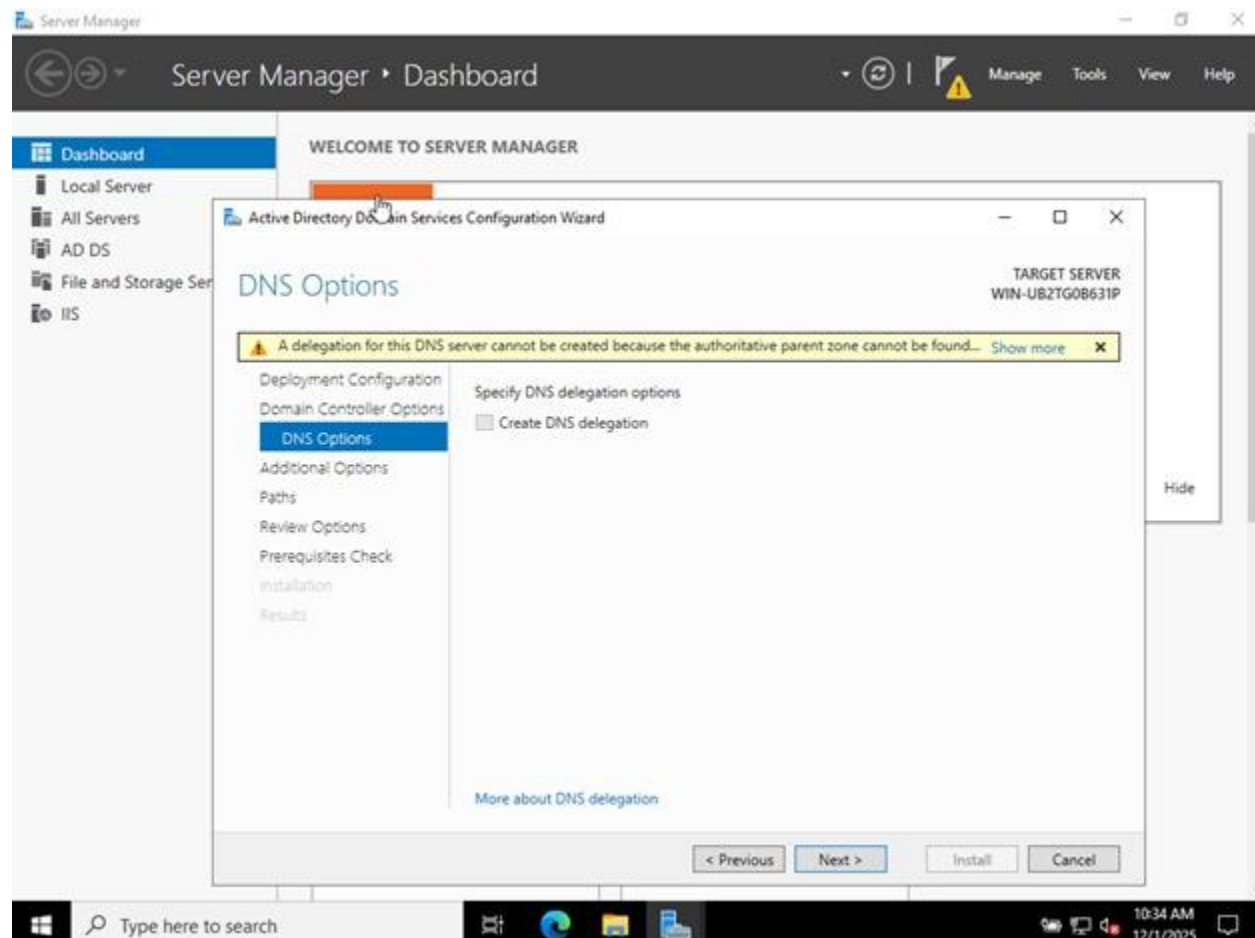 Server Manager
Server Manager • Dashboard
Manage Tools View Help
Dashboard
Local Server
All Servers
AD DS
File and Storage Ser
IIS
WELCOME TO SERVER MANAGER
Active Directory Domain Services Configuration Wizard
DNS Options
TARGET SERVER
WIN-UB2TG0B631P
A delegation for this DNS server cannot be created because the authoritative parent zone cannot be found... Show more
Deployment Configuration
Domain Controller Options
DNS Options
Additional Options
Paths
Review Options
Prerequisites Check
Installation
Results
Specify DNS delegation options
Create DNS delegation
More about DNS delegation
Hide
< Previous Next > Install Cancel
Type here to search
10:34 AM
12/1/2025